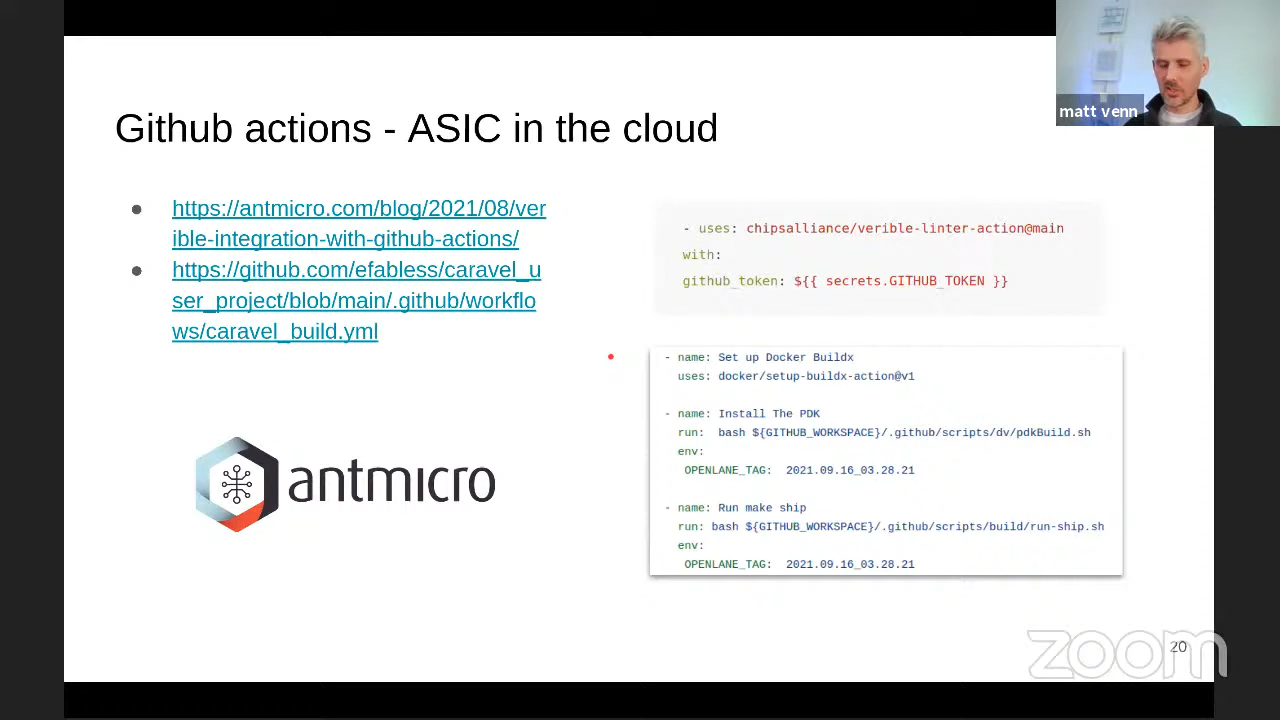 matt venn
Github actions - ASIC in the cloud
● https://antmicro.com/blog/2021/08/ver
ible-integration-with-github-actions/
● https://github.com/efabless/caravel_u
ser_project/blob/main/.github/workflo
ws/caravel_build.yml
antmicro
- uses: chipsalliance/verible-linter-action@main
with:
github_token: ${{ secrets.GITHUB_TOKEN }}
- name: Set up Docker Buildx
uses: docker/setup-buildx-action@v1
- name: Install The PDK
run: bash ${GITHUB_WORKSPACE}/.github/scripts/dv/pdkBuild.sh
env:
OPENLANE_TAG: 2021.09.16_03.28.21
- name: Run make ship
run: bash ${GITHUB_WORKSPACE}/.github/scripts/build/run-ship.sh
env:
OPENLANE_TAG: 2021.09.16_03.28.21
zoom
20